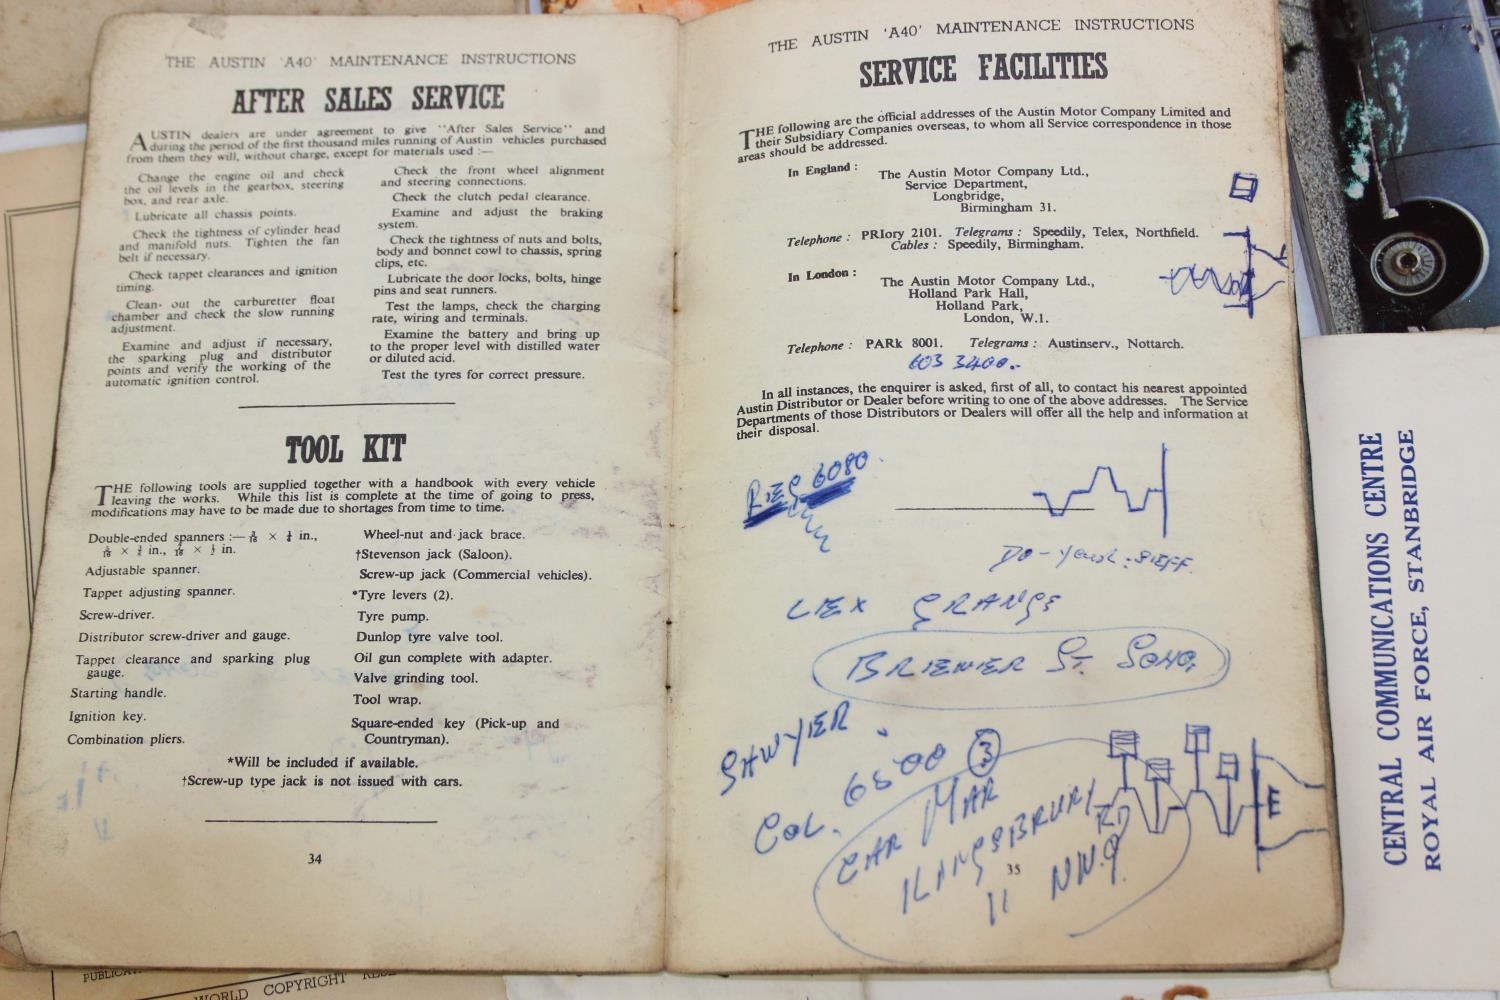 THE AUSTIN 'A40' MAINTENANCE INSTRUCTIONS
AFTER SALES SERVICE
AUSTIN dealers are under agreement to give "After Sales Service" and
during the period of the first thousand miles running of Austin vehicles purchased
from them they will, without charge, except for materials used :—
Change the engine oil and check
the oil levels in the gearbox, steering
box, and rear axle.
Lubricate all chassis points.
Check the tightness of cylinder head
and manifold nuts. Tighten the fan
belt if necessary.
Check tappet clearances and ignition
timing.
Clean out the carburetter float
chamber and check the slow running
adjustment.
Examine and adjust if necessary,
the sparking plug and distributor
points and verify the working of the
automatic ignition control.
Check the front wheel alignment
and steering connections.
Check the clutch pedal clearance.
Examine and adjust the braking
system.
Check the tightness of nuts and bolts,
body and bonnet cowl to chassis, spring
clips, etc.
Lubricate the door locks, bolts, hinge
pins and seat runners.
Test the lamps, check the charging
rate, wiring and terminals.
Examine the battery and bring up
to the proper level with distilled water
or diluted acid.
Test the tyres for correct pressure.
TOOL KIT
THE following tools are supplied together with a handbook with every vehicle
leaving the works. While this list is complete at the time of going to press,
modifications may have to be made due to shortages from time to time.
Double-ended spanners :—
Adjustable spanner.
Tappet adjusting spanner.
Screw-driver.
Distributor screw-driver and gauge.
Tappet clearance and sparking plug
gauge.
Starting handle.
Ignition key.
Combination pliers.
Wheel-nut and jack brace.
†Stevenson jack (Saloon).
Screw-up jack (Commercial vehicles).
*Tyre levers (2).
Tyre pump.
Dunlop tyre valve tool.
Oil gun complete with adapter.
Valve grinding tool.
Tool wrap.
Square-ended key (Pick-up and
Countryman).
*Will be included if available.
†Screw-up type jack is not issued with cars.
34
THE AUSTIN 'A40' MAINTENANCE INSTRUCTIONS
SERVICE FACILITIES
THE following are the official addresses of the Austin Motor Company Limited and
their Subsidiary Companies overseas, to whom all Service correspondence in those
areas should be addressed.
In England :
The Austin Motor Company Ltd.,
Service Department,
Longbridge,
Birmingham 31.
Telephone : PRIory 2101. Telegrams : Speedily, Telex, Northfield.
Cables : Speedily, Birmingham.
In London :
The Austin Motor Company Ltd.,
Holland Park Hall,
Holland Park,
London, W.1.
Telephone : PARk 8001. Telegrams : Austinserv., Nottarch.
603 3400.
In all instances, the enquirer is asked, first of all, to contact his nearest appointed
Austin Distributor or Dealer before writing to one of the above addresses. The Service
Departments of those Distributors or Dealers will offer all the help and information at
their disposal.
REG 6080
LEX GRANGE
BREWER ST. SOHO,
SAWYER
COL. 6500 3
CAR MAR
KINGSBRURY RD
11 NW.9.
E
35
CENTRAL COMMUNICATIONS CENTRE
ROYAL AIR FORCE, STANBRIDGE
WORLD COPYRIGHT